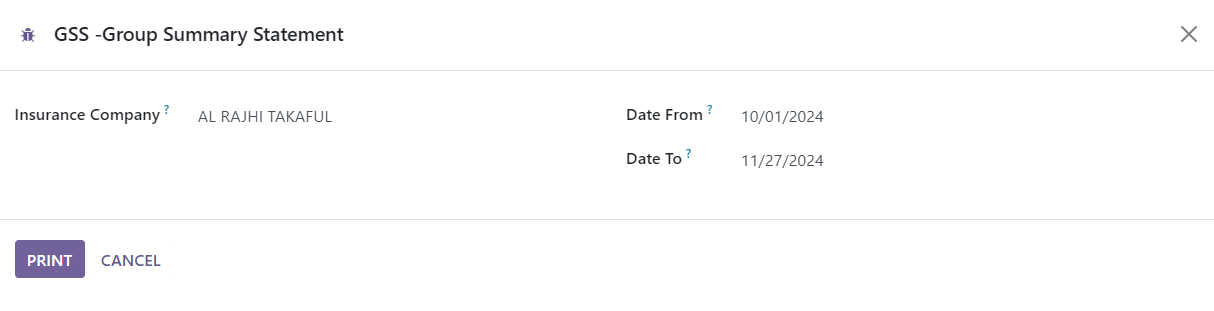 GSS -Group Summary Statement
Insurance Company ? AL RAJHI TAKAFUL
Date From ? 10/01/2024
Date To ? 11/27/2024
PRINT CANCEL